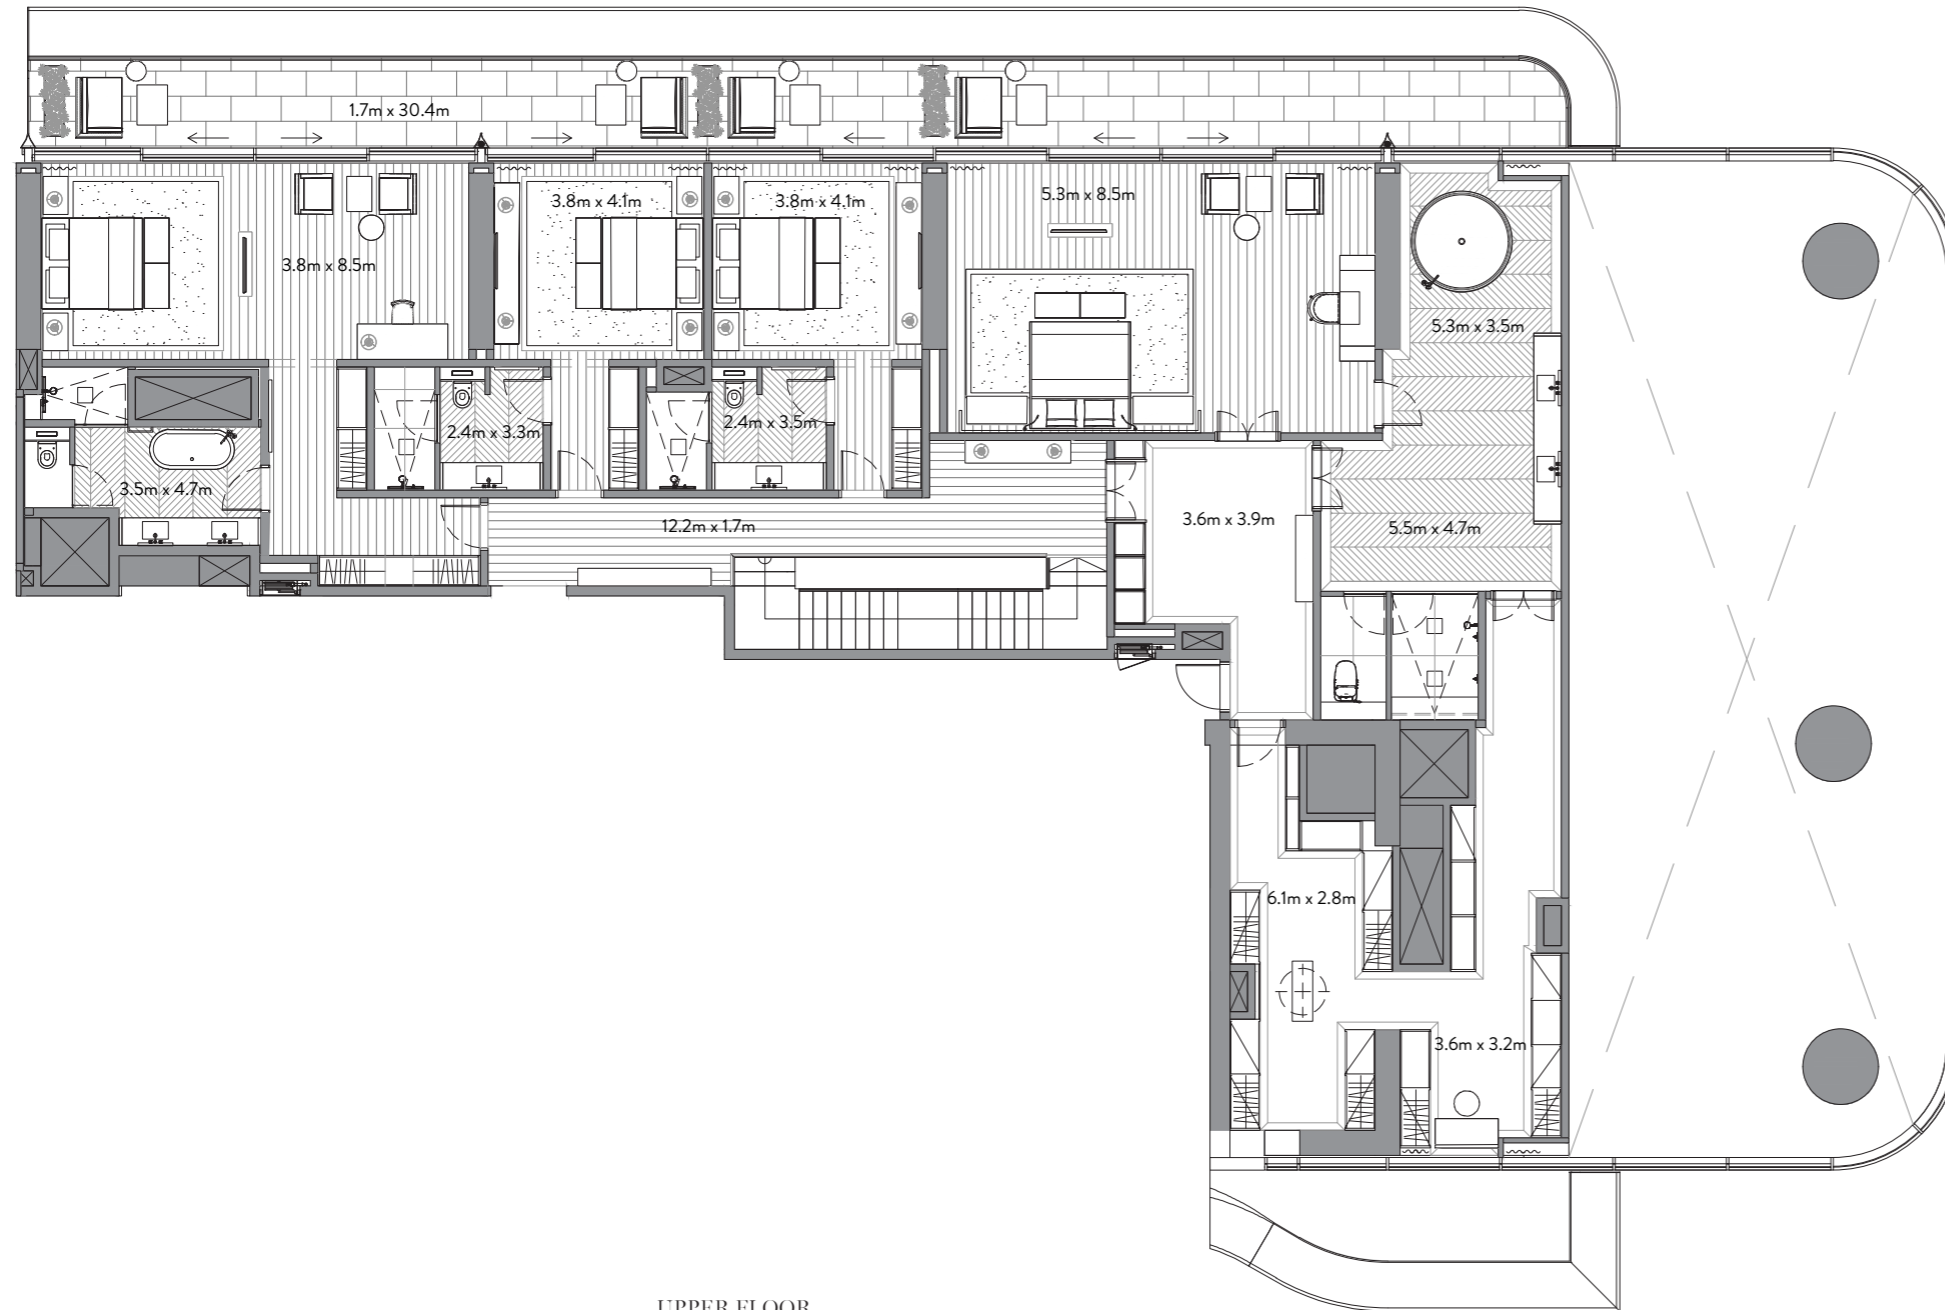 1.7m x 30.4m
3.8m x 4.1m
3.8m x 4.1m
5.3m x 8.5m
3.8m x 8.5m
5.3m x 3.5m
2.4m x 3.3m
2.4m x 3.5m
3.5m x 4.7m
12.2m x 1.7m
3.6m x 3.9m
5.5m x 4.7m
6.1m x 2.8m
3.6m x 3.2m
UPPER FLOOR